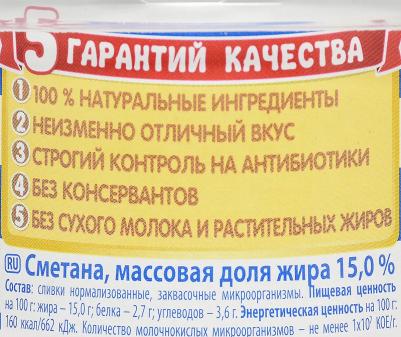 5 ГАРАНТИЙ КАЧЕСТВА
1 100 % НАТУРАЛЬНЫЕ ИНГРЕДИЕНТЫ
2 НЕИЗМЕННО ОТЛИЧНЫЙ ВКУС
3 СТРОГИЙ КОНТРОЛЬ НА АНТИБИОТИКИ
4 БЕЗ КОНСЕРВАНТОВ
5 БЕЗ СУХОГО МОЛОКА И РАСТИТЕЛЬНЫХ ЖИРОВ
RU Сметана, массовая доля жира 15,0 %
Состав: сливки нормализованные, заквасочные микроорганизмы. Пищевая ценность
на 100 г: жира – 15,0 г; белка – 2,7 г; углеводов – 3,6 г. Энергетическая ценность на 100 г:
160 ккал/662 кДж. Количество молочнокислых микроорганизмов – не менее 1х10⁷ КОЕ/г.